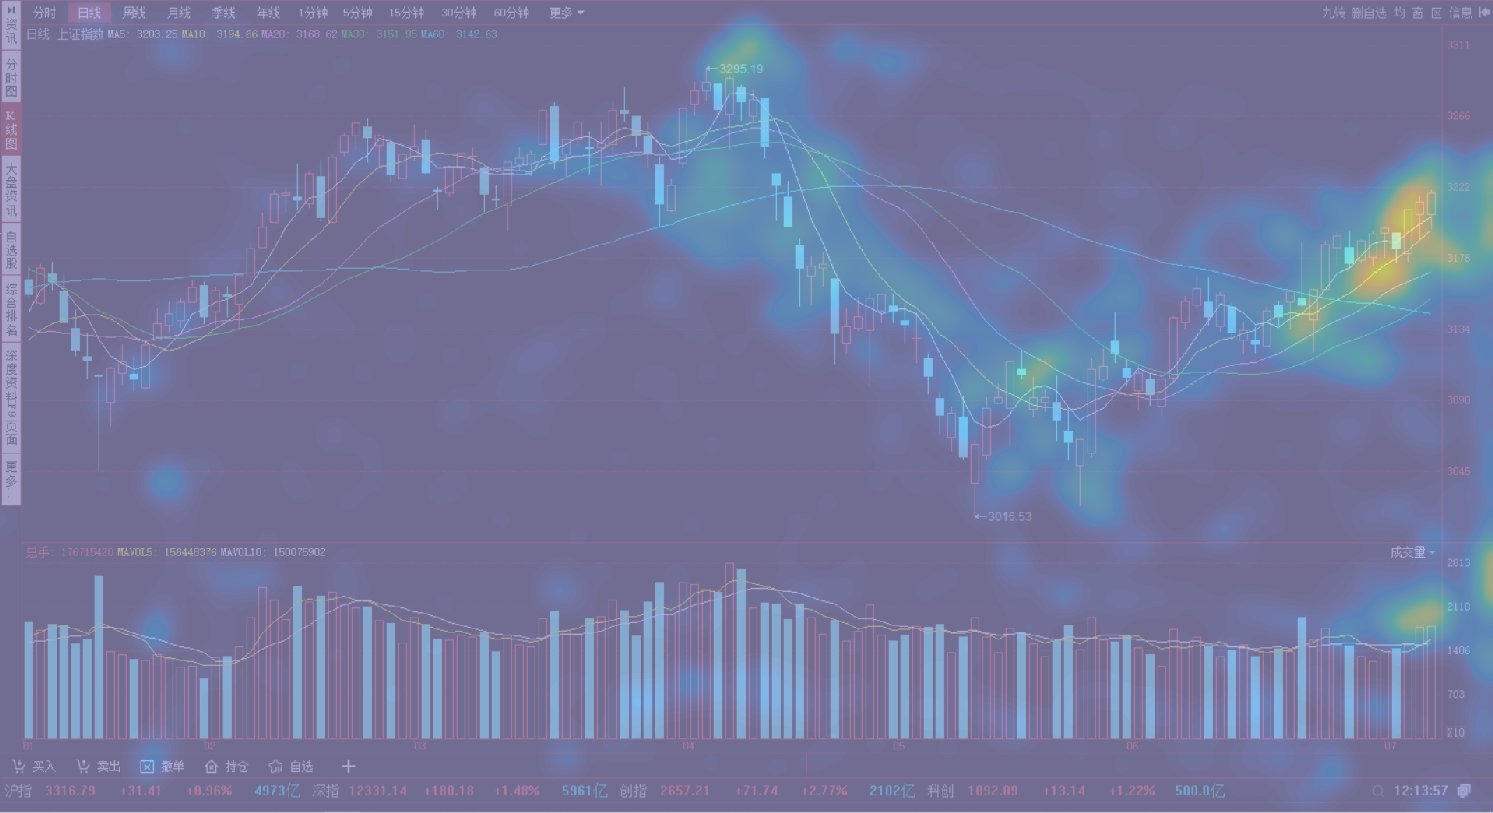 分时 日线 周线 月线 季线 年线 1分钟 5分钟 15分钟 30分钟 60分钟 更多 九转 删自选 均 窗 区 信息
日线 上证指数 MA5: 3203.25 MA10: 3194.66 MA20: 3168.62 MA30: 3151.95 MA60: 3142.63
资讯
分时图
K线图
大盘资讯
自选股
综合排名
深度资料F9页面
更多
3295.19
3016.53
3311
3266
3222
3178
3134
3090
3045
总手: 176715420 MAVOL5: 156446376 MAVOL10: 150075902
成交量
2813
2110
1406
703
X10
01 02 03 04 05 06 07
买入 卖出 撤单 持仓 自选 +
沪指 3316.79 +31.41 +0.96% 4973亿 深指 12331.14 +180.18 +1.48% 5961亿 创指 2657.21 +71.74 +2.77% 2102亿 科创 1092.09 +13.14 +1.22% 500.0亿 12:13:57